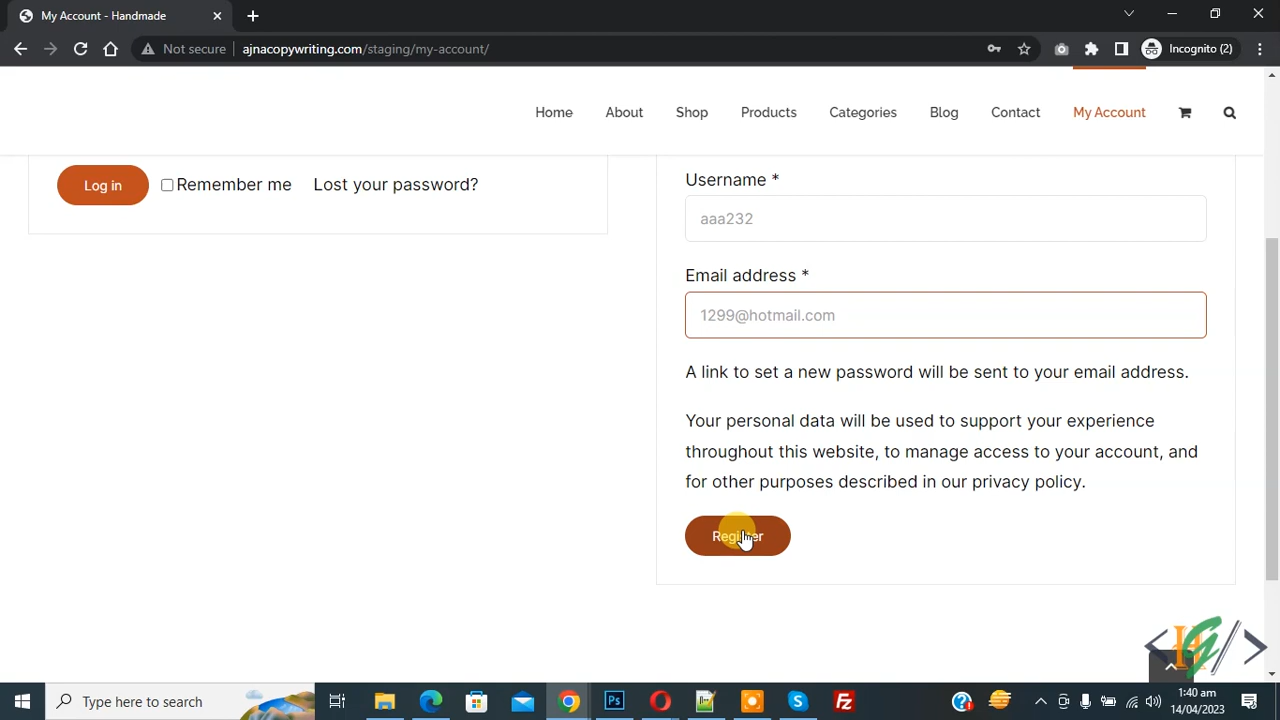 My Account - Handmade
Not secure
ajnacopywriting.com/staging/my-account/
Incognito (2)
Home
About
Shop
Products
Categories
Blog
Contact
My Account
Log in
Remember me
Lost your password?
Username *
aaa232
Email address *
1299@hotmail.com
A link to set a new password will be sent to your email address.
Your personal data will be used to support your experience
throughout this website, to manage access to your account, and
for other purposes described in our privacy policy.
Register
Type here to search
Ps
1:40 am
14/04/2023